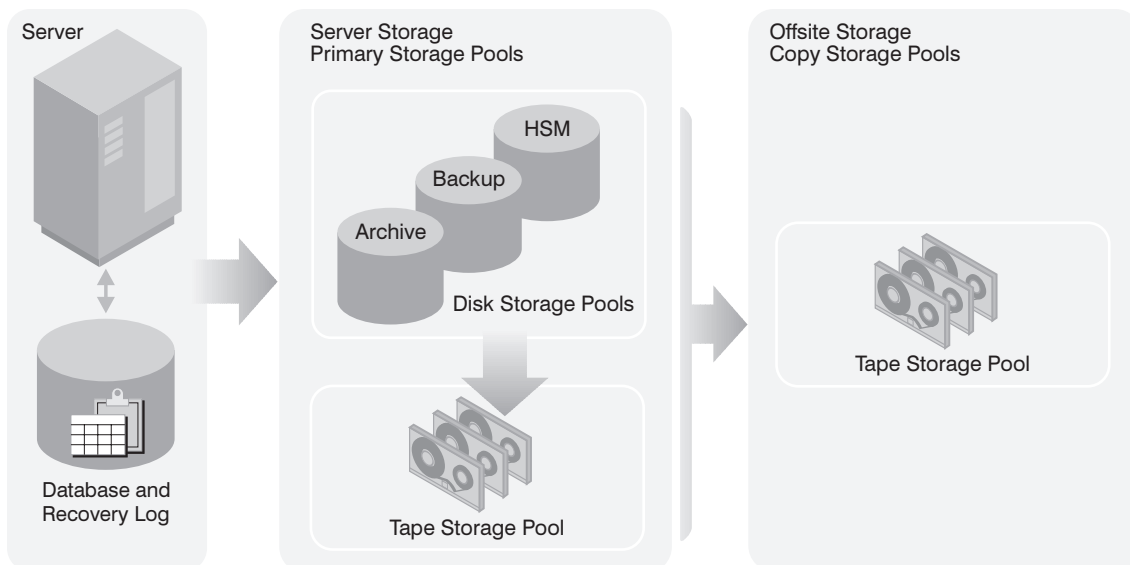 Server
Database and
Recovery Log
Server Storage
Primary Storage Pools
HSM
Backup
Archive
Disk Storage Pools
Tape Storage Pool
Offsite Storage
Copy Storage Pools
Tape Storage Pool